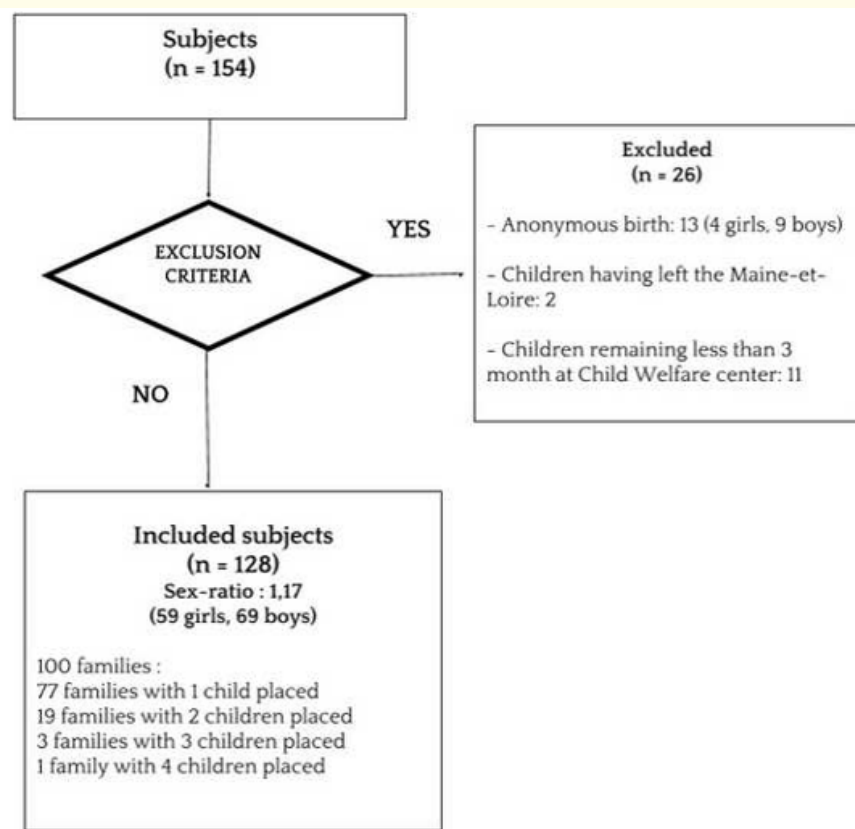 Subjects
(n = 154)
EXCLUSION
CRITERIA
YES
Excluded
(n = 26)
- Anonymous birth: 13 (4 girls, 9 boys)
- Children having left the Maine-et-
Loire: 2
- Children remaining less than 3
month at Child Welfare center: 11
NO
Included subjects
(n = 128)
Sex-ratio : 1,17
(59 girls, 69 boys)
100 families :
77 families with 1 child placed
19 families with 2 children placed
3 families with 3 children placed
1 family with 4 children placed